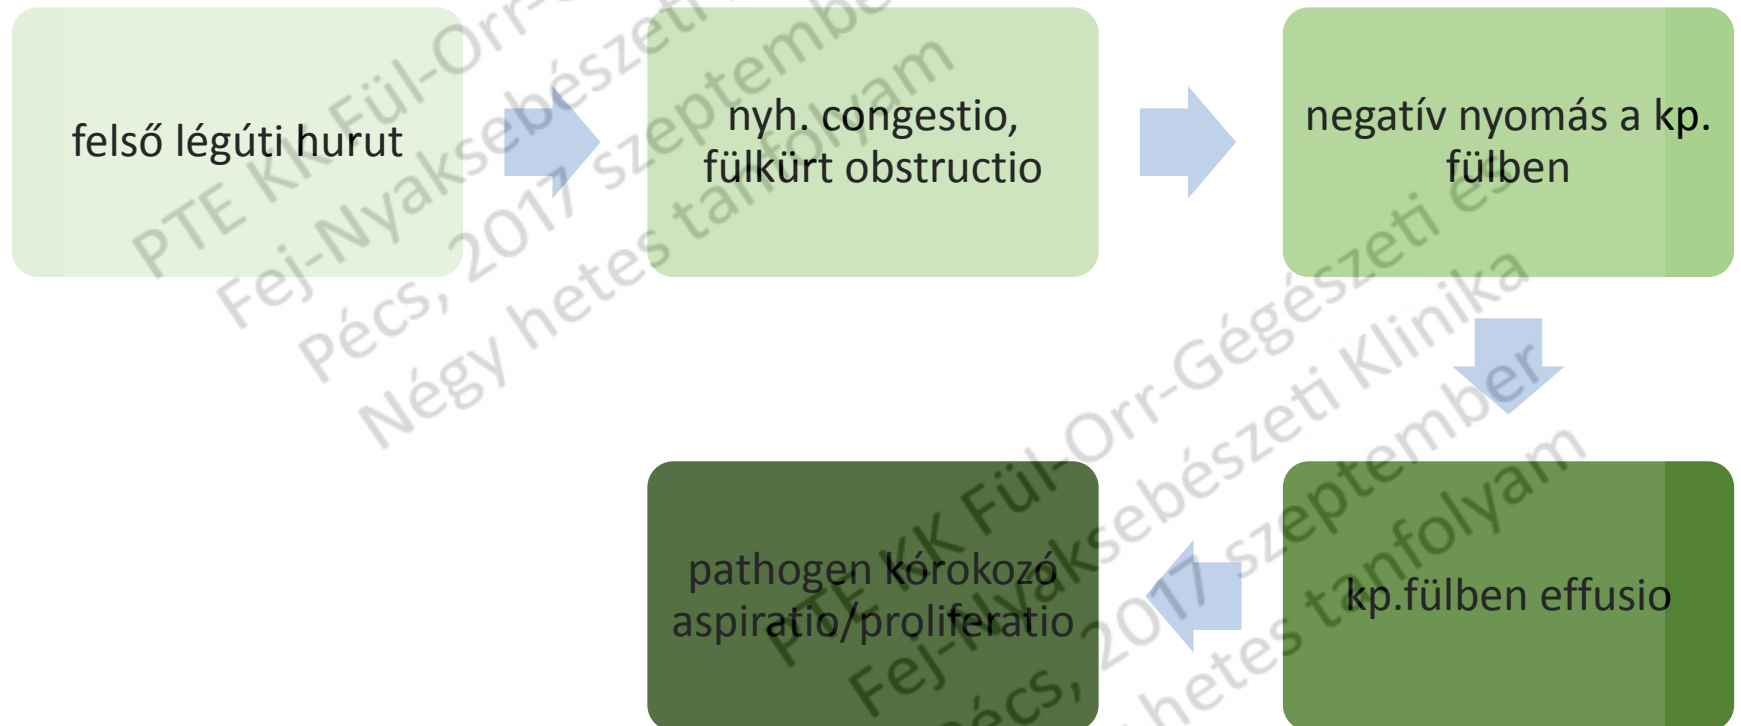 felső légúti hurut
nyh. congestio,
fülkürt obstructio
negatív nyomás a kp.
fülben
kp.fülben effusio
pathogen kórokozó
aspiratio/proliferatio
PTE KK Fül-Orr-
Fej-Nyaksebészeti
Pécs, 2017 szeptember
Négy hetes tanfolyam
PTE KK Fül-Orr-Gégészeti és
Fej-Nyaksebészeti Klinika
Pécs, 2017 szeptember
hetes tanfolyam